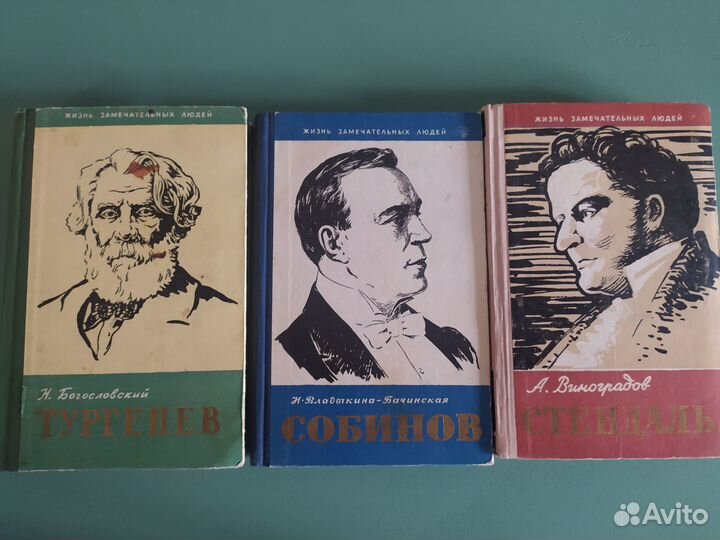 ЖИЗНЬ ЗАМЕЧАТЕЛЬНЫХ ЛЮДЕЙ
Н. Богословский
ТУРГЕНЕВ
ЖИЗНЬ ЗАМЕЧАТЕЛЬНЫХ ЛЮДЕЙ
Н. Владыкина-Бачинская
СОБИНОВ
ЖИЗНЬ ЗАМЕЧАТЕЛЬНЫХ ЛЮДЕЙ
А. Виноградов
СТЕНДАЛЬ
Avito